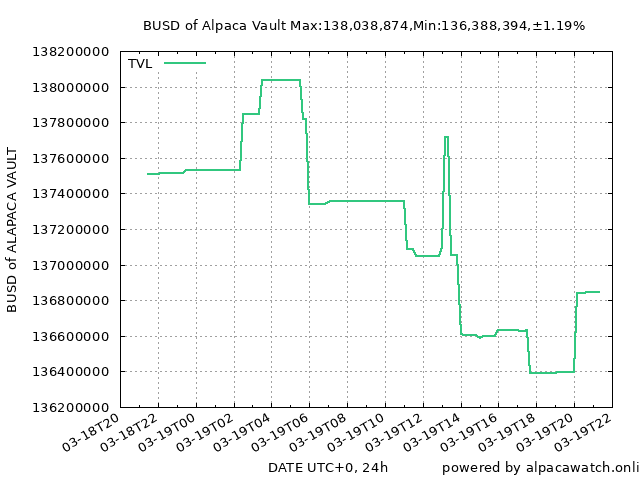 BUSD of Alpaca Vault Max:138,038,874,Min:136,388,394,±1.19%
138200000
138000000
137800000
137600000
137400000
137200000
137000000
136800000
136600000
136400000
136200000
BUSD of ALAPACA VAULT
TVL
03-18T20
03-18T22
03-19T00
03-19T02
03-19T04
03-19T06
03-19T08
03-19T10
03-19T12
03-19T14
03-19T16
03-19T18
03-19T20
03-19T22
DATE UTC+0, 24h
powered by alpacawatch.onli